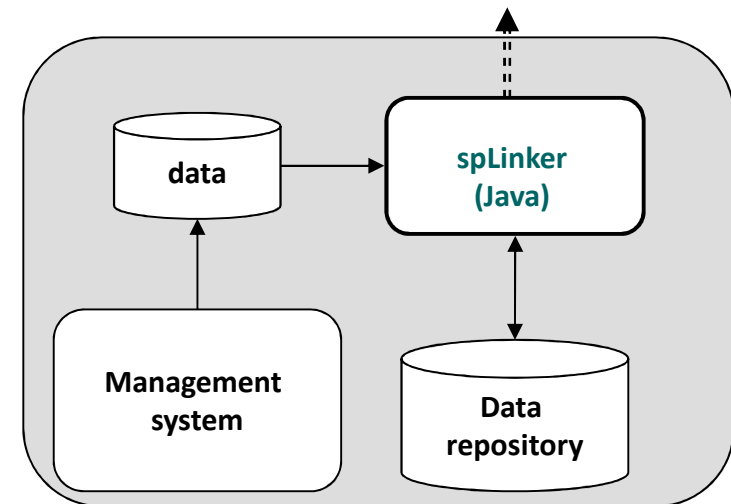 data
spLinker
(Java)
Management
system
Data
repository